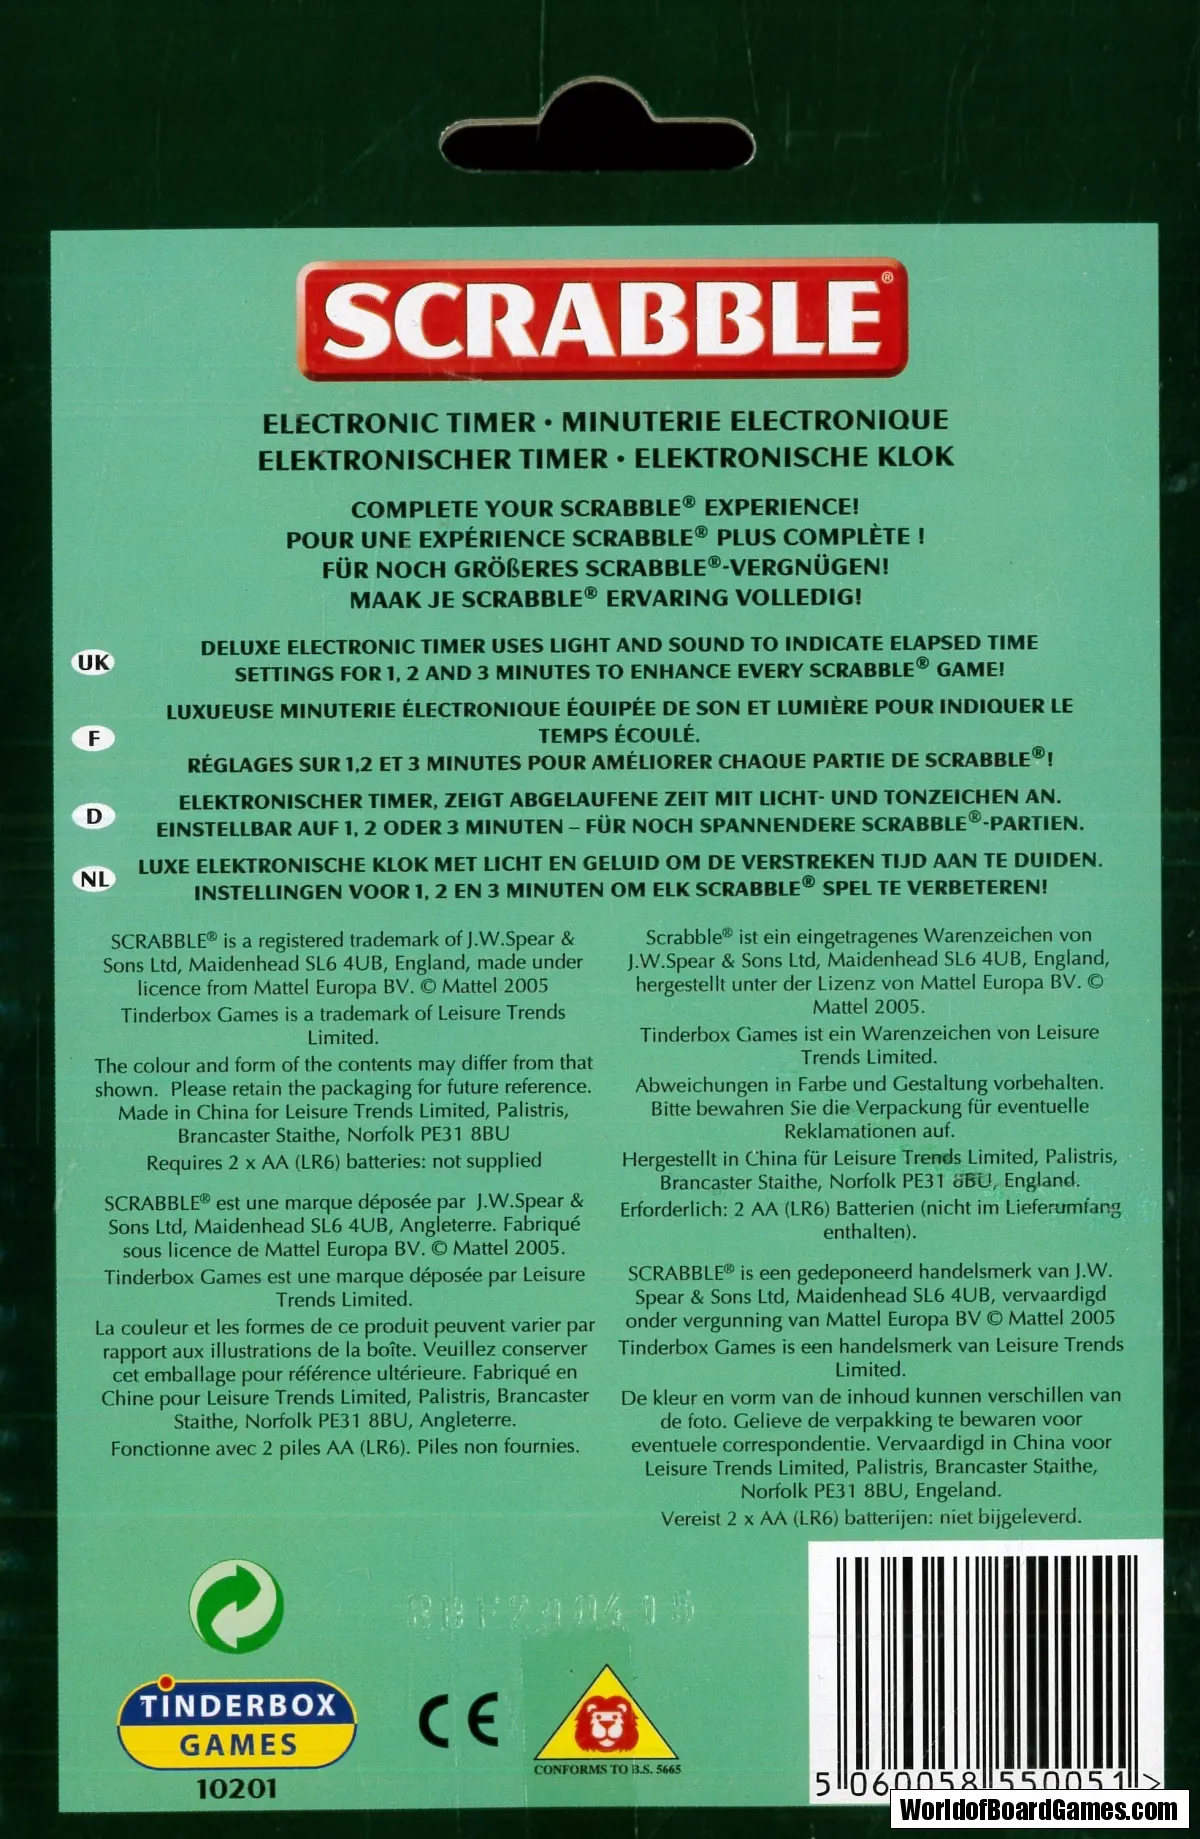 SCRABBLE®
ELECTRONIC TIMER • MINUTERIE ELECTRONIQUE
ELEKTRONISCHER TIMER • ELEKTRONISCHE KLOK
COMPLETE YOUR SCRABBLE® EXPERIENCE!
POUR UNE EXPÉRIENCE SCRABBLE® PLUS COMPLÈTE !
FÜR NOCH GRÖßERES SCRABBLE®-VERGNÜGEN!
MAAK JE SCRABBLE® ERVARING VOLLEDIG!
UK
DELUXE ELECTRONIC TIMER USES LIGHT AND SOUND TO INDICATE ELAPSED TIME
SETTINGS FOR 1, 2 AND 3 MINUTES TO ENHANCE EVERY SCRABBLE® GAME!
F
LUXUEUSE MINUTERIE ÉLECTRONIQUE ÉQUIPÉE DE SON ET LUMIÈRE POUR INDIQUER LE
TEMPS ÉCOULÉ.
RÉGLAGES SUR 1,2 ET 3 MINUTES POUR AMÉLIORER CHAQUE PARTIE DE SCRABBLE®!
D
ELEKTRONISCHER TIMER, ZEIGT ABGELAUFENE ZEIT MIT LICHT- UND TONZEICHEN AN.
EINSTELLBAR AUF 1, 2 ODER 3 MINUTEN – FÜR NOCH SPANNENDERE SCRABBLE®-PARTIEN.
NL
LUXE ELEKTRONISCHE KLOK MET LICHT EN GELUID OM DE VERSTREKEN TIJD AAN TE DUIDEN.
INSTELLINGEN VOOR 1, 2 EN 3 MINUTEN OM ELK SCRABBLE® SPEL TE VERBETEREN!
SCRABBLE® is a registered trademark of J.W.Spear &
Sons Ltd, Maidenhead SL6 4UB, England, made under
licence from Mattel Europa BV. © Mattel 2005
Tinderbox Games is a trademark of Leisure Trends
Limited.
The colour and form of the contents may differ from that
shown. Please retain the packaging for future reference.
Made in China for Leisure Trends Limited, Palistris,
Brancaster Staithe, Norfolk PE31 8BU
Requires 2 x AA (LR6) batteries: not supplied
SCRABBLE® est une marque déposée par J.W.Spear &
Sons Ltd, Maidenhead SL6 4UB, Angleterre. Fabriqué
sous licence de Mattel Europa BV. © Mattel 2005.
Tinderbox Games est une marque déposée par Leisure
Trends Limited.
La couleur et les formes de ce produit peuvent varier par
rapport aux illustrations de la boîte. Veuillez conserver
cet emballage pour référence ultérieure. Fabriqué en
Chine pour Leisure Trends Limited, Palistris, Brancaster
Staithe, Norfolk PE31 8BU, Angleterre.
Fonctionne avec 2 piles AA (LR6). Piles non fournies.
Scrabble® ist ein eingetragenes Warenzeichen von
J.W.Spear & Sons Ltd, Maidenhead SL6 4UB, England,
hergestellt unter der Lizenz von Mattel Europa BV. ©
Mattel 2005.
Tinderbox Games ist ein Warenzeichen von Leisure
Trends Limited.
Abweichungen in Farbe und Gestaltung vorbehalten.
Bitte bewahren Sie die Verpackung für eventuelle
Reklamationen auf.
Hergestellt in China für Leisure Trends Limited, Palistris,
Brancaster Staithe, Norfolk PE31 8BU, England.
Erforderlich: 2 AA (LR6) Batterien (nicht im Lieferumfang
enthalten).
SCRABBLE® is een gedeponeerd handelsmerk van J.W.
Spear & Sons Ltd, Maidenhead SL6 4UB, vervaardigd
onder vergunning van Mattel Europa BV © Mattel 2005
Tinderbox Games is een handelsmerk van Leisure Trends
Limited.
De kleur en vorm van de inhoud kunnen verschillen van
de foto. Gelieve de verpakking te bewaren voor
eventuele correspondentie. Vervaardigd in China voor
Leisure Trends Limited, Palistris, Brancaster Staithe,
Norfolk PE31 8BU, Engeland.
Vereist 2 x AA (LR6) batterijen: niet bijgeleverd.
TINDERBOX
GAMES
10201
CE
CONFORMS TO B.S. 5665
5 060058 550051 >
WorldofBoardGames.com